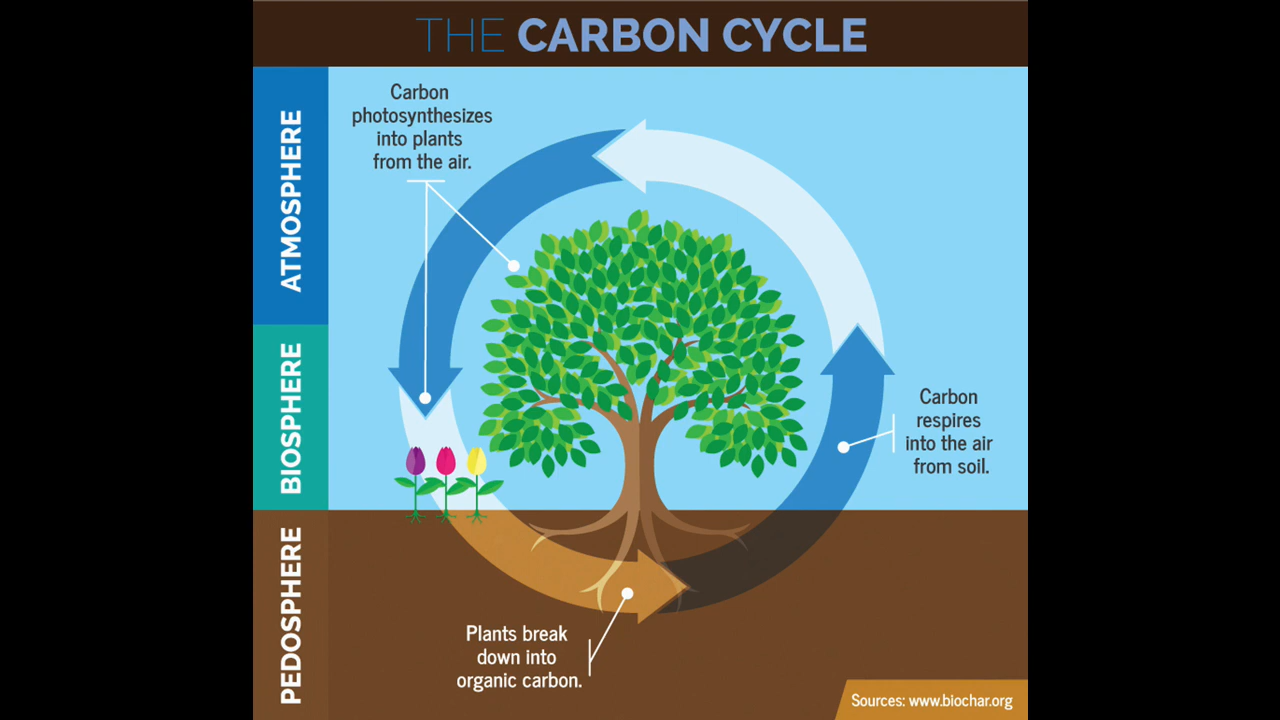 THE CARBON CYCLE
ATMOSPHERE
Carbon
photosynthesizes
into plants
from the air.
BIOSPHERE
Carbon
respires
into the air
from soil.
PEDOSPHERE
Plants break
down into
organic carbon.
Sources: www.biochar.org